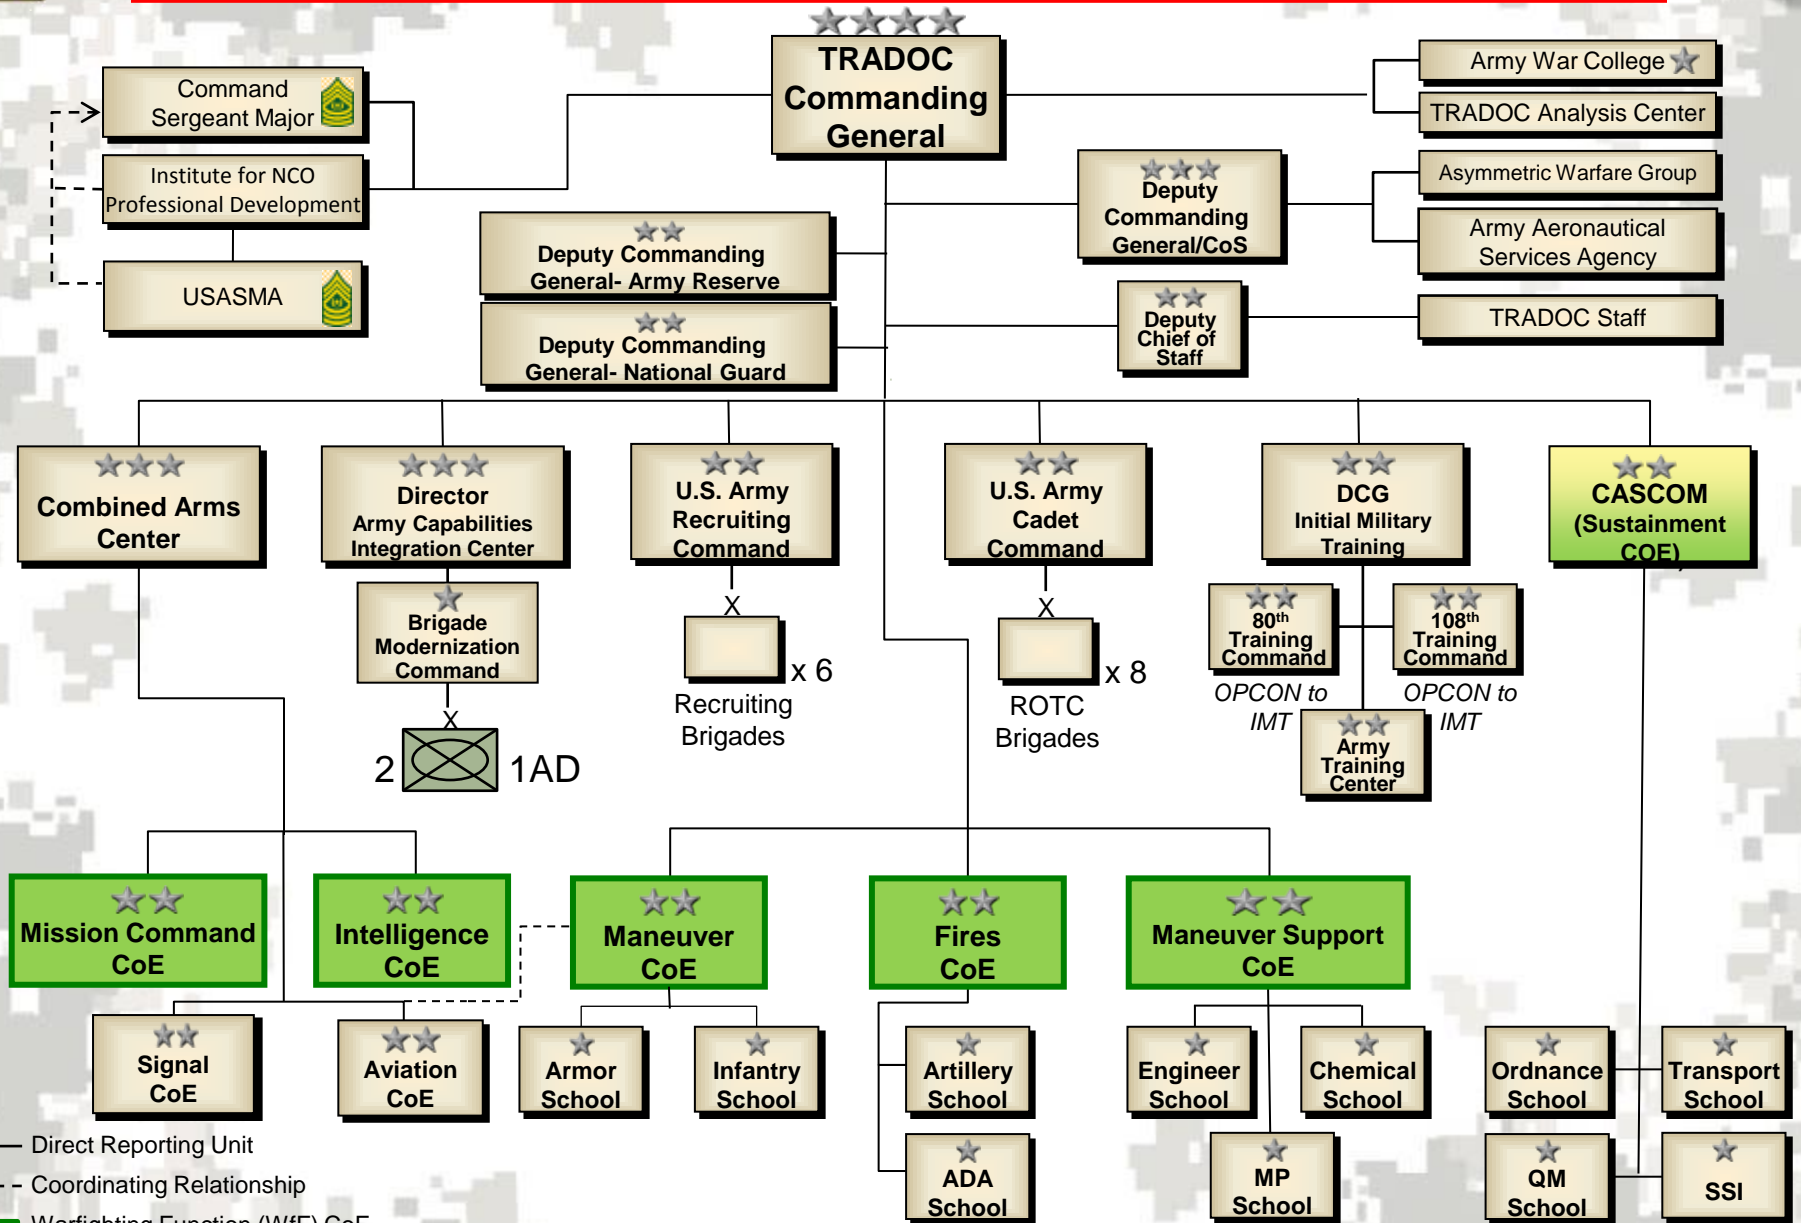 TRADOC
Commanding
General
Command
Sergeant Major
Institute for NCO
Professional Development
USASMA
Army War College
TRADOC Analysis Center
Asymmetric Warfare Group
Army Aeronautical
Services Agency
TRADOC Staff
Deputy
Commanding
General/CoS
Deputy
Chief of
Staff
Deputy Commanding
General- Army Reserve
Deputy Commanding
General- National Guard
Combined Arms
Center
Director
Army Capabilities
Integration Center
U.S. Army
Recruiting
Command
U.S. Army
Cadet
Command
DCG
Initial Military
Training
CASCOM
(Sustainment
COE)
Brigade
Modernization
Command
X
2
1AD
X
x 6
Recruiting
Brigades
X
x 8
ROTC
Brigades
80th
Training
Command
OPCON to
IMT
108th
Training
Command
OPCON to
IMT
Army
Training
Center
Mission Command
CoE
Intelligence
CoE
Maneuver
CoE
Fires
CoE
Maneuver Support
CoE
Signal
CoE
Aviation
CoE
Armor
School
Infantry
School
Artillery
School
ADA
School
Engineer
School
Chemical
School
MP
School
Ordnance
School
Transport
School
QM
School
SSI
Direct Reporting Unit
Coordinating Relationship
Warfighting Function (WfF) CoE